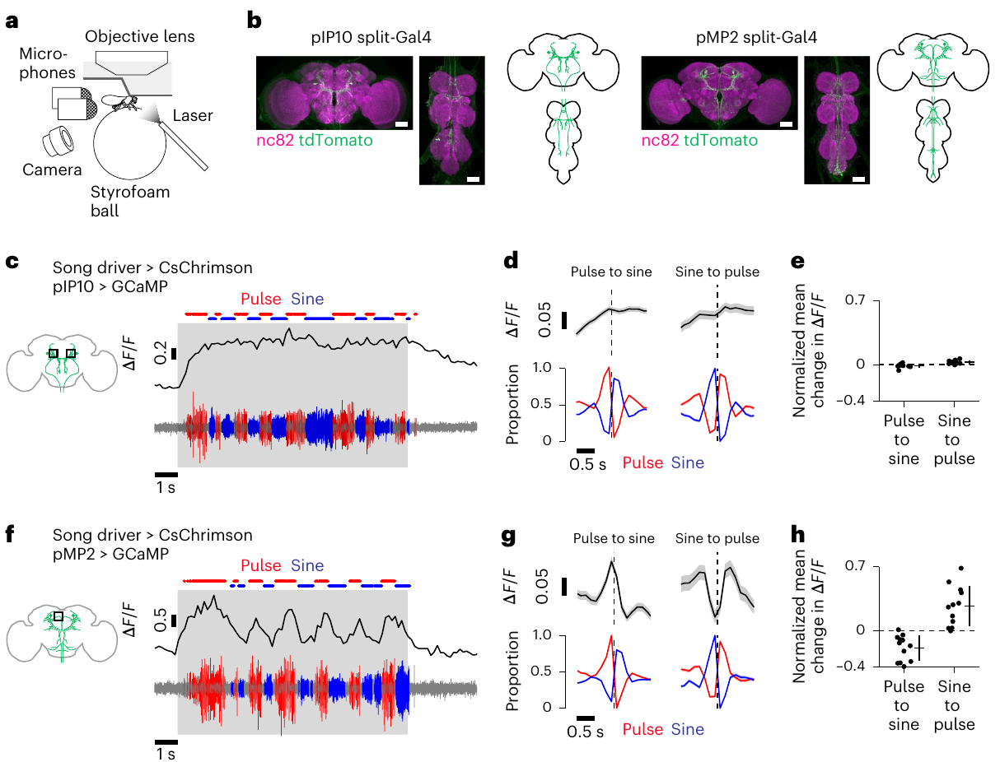 a
Objective lens
Micro-
phones
Laser
Camera
Styrofoam
ball
b
pIP10 split-Gal4
nc82 tdTomato
pMP2 split-Gal4
nc82 tdTomato
c
Song driver > CsChrimson
pIP10 > GCaMP
Pulse Sine
ΔF/F
0.2
1 s
d
Pulse to sine
Sine to pulse
ΔF/F
0.05
Proportion
1.0
0.5
0
0.5 s
Pulse Sine
e
Normalized mean
change in ΔF/F
0.7
0
−0.4
Pulse
to
sine
Sine
to
pulse
f
Song driver > CsChrimson
pMP2 > GCaMP
Pulse Sine
ΔF/F
0.5
1 s
g
Pulse to sine
Sine to pulse
ΔF/F
0.05
Proportion
1.0
0.5
0
0.5 s
Pulse Sine
h
Normalized mean
change in ΔF/F
0.7
0
−0.4
Pulse
to
sine
Sine
to
pulse